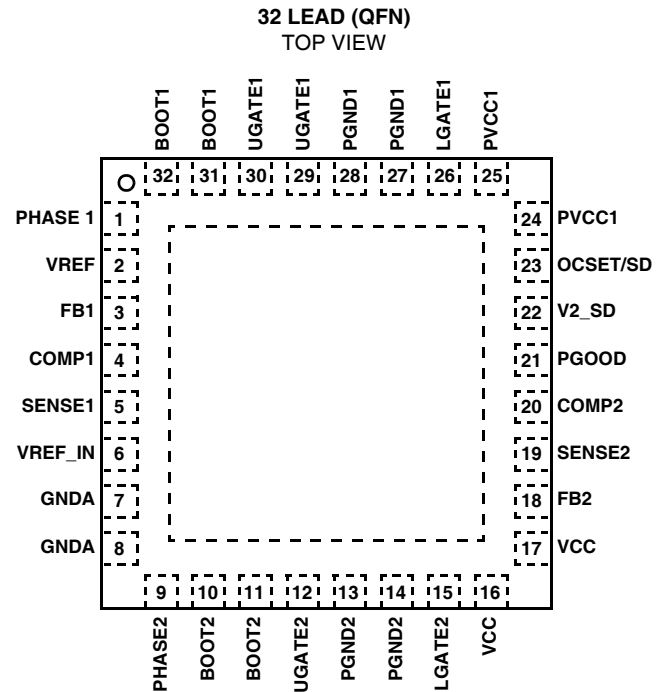 32 LEAD (QFN)
TOP VIEW
BOOT1
BOOT1
UGATE1
UGATE1
PGND1
PGND1
LGATE1
PVCC1
32 31 30 29 28 27 26 25
PHASE 1 1
VREF 2
FB1 3
COMP1 4
SENSE1 5
VREF_IN 6
GNDA 7
GNDA 8
24 PVCC1
23 OCSET/SD
22 V2_SD
21 PGOOD
20 COMP2
19 SENSE2
18 FB2
17 VCC
9 10 11 12 13 14 15 16
PHASE2
BOOT2
BOOT2
UGATE2
PGND2
PGND2
LGATE2
VCC